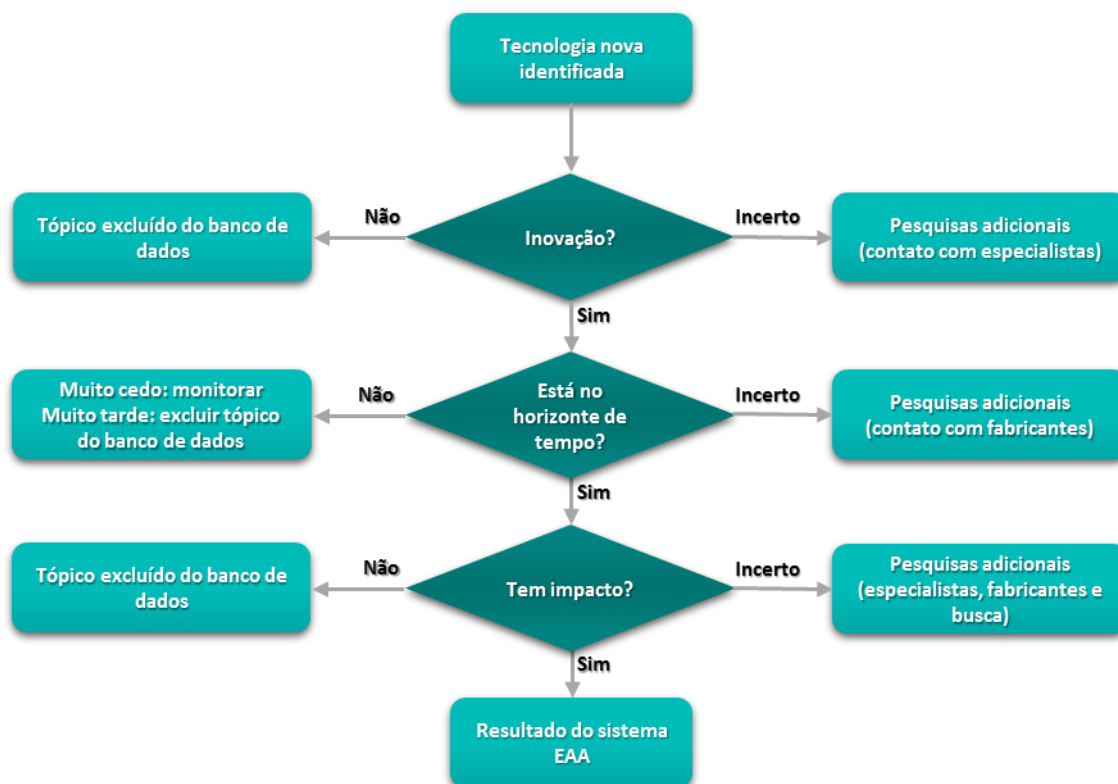 Tecnologia nova
identificada
Não
Incerto
Tópico excluído do banco de
dados
Inovação?
Pesquisas adicionais
(contato com especialistas)
Sim
Muito cedo: monitorar
Muito tarde: excluir tópico
do banco de dados
Não
Está no
horizonte de
tempo?
Incerto
Pesquisas adicionais
(contato com fabricantes)
Sim
Tópico excluído do banco de
dados
Não
Tem impacto?
Incerto
Pesquisas adicionais
(especialistas, fabricantes e
busca)
Sim
Resultado do sistema
EAA